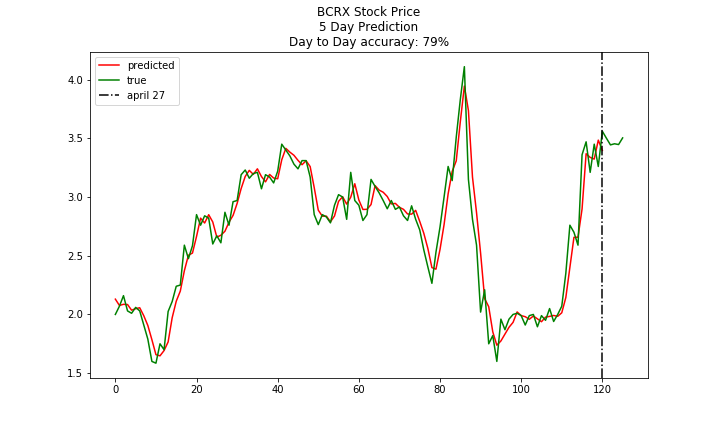 BCRX Stock Price
5 Day Prediction
Day to Day accuracy: 79%
predicted
true
april 27
4.0
3.5
3.0
2.5
2.0
1.5
0 20 40 60 80 100 120